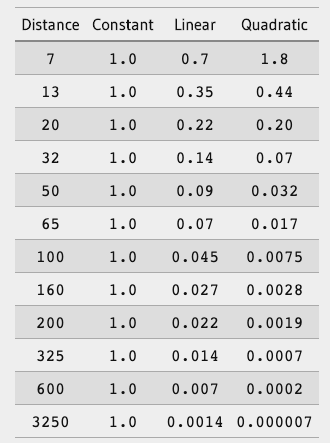 Distance Constant Linear Quadratic
7 1.0 0.7 1.8
13 1.0 0.35 0.44
20 1.0 0.22 0.20
32 1.0 0.14 0.07
50 1.0 0.09 0.032
65 1.0 0.07 0.017
100 1.0 0.045 0.0075
160 1.0 0.027 0.0028
200 1.0 0.022 0.0019
325 1.0 0.014 0.0007
600 1.0 0.007 0.0002
3250 1.0 0.0014 0.000007